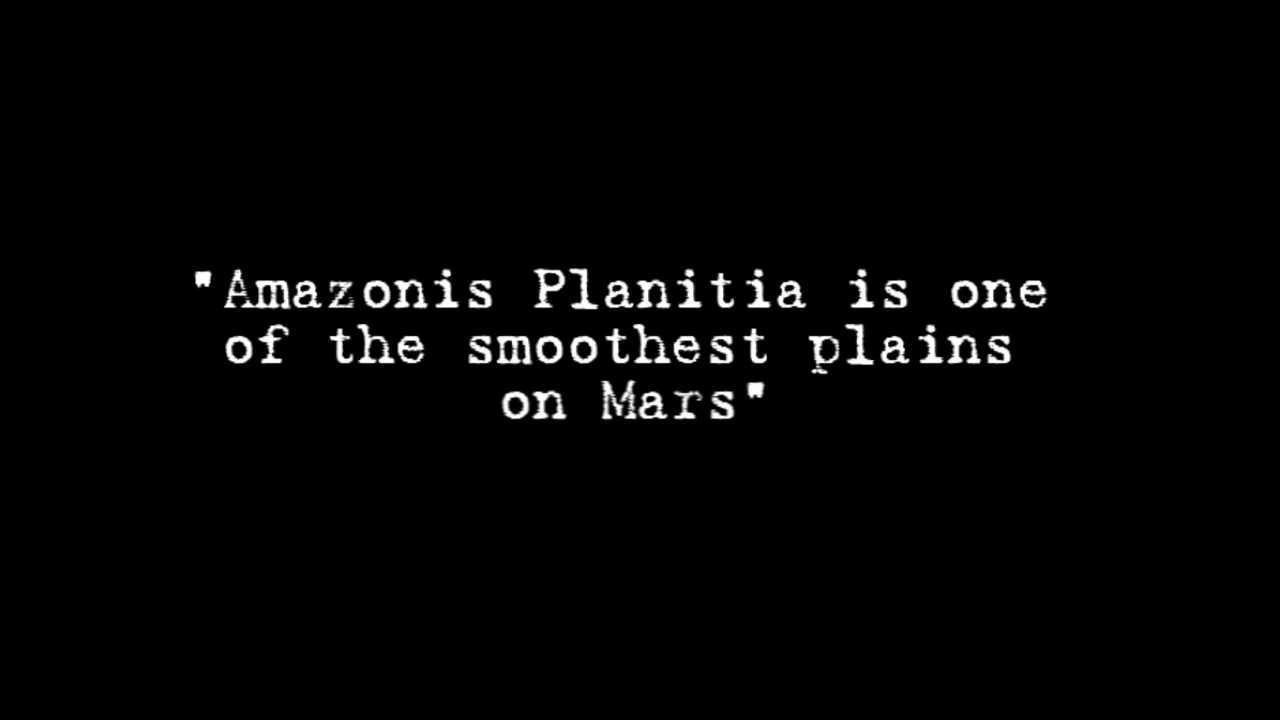 "Amazonis Planitia is one
of the smoothest plains
on Mars"